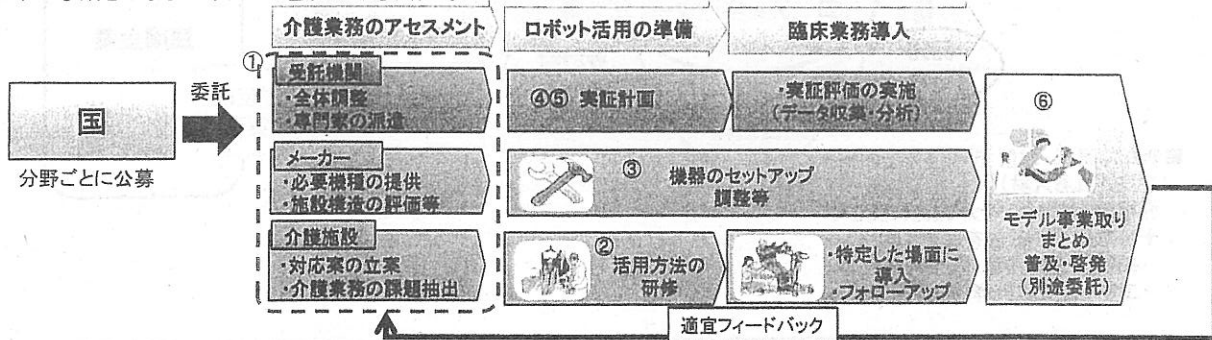 介護業務のアセスメント
ロボット活用の準備
臨床業務導入
①
国
委託
分野ごとに公募
受託機関
・全体調整
・専門家の派遣
メーカー
・必要機種の提供
・施設構造の評価等
介護施設
・対応案の立案
・介護業務の課題抽出
④⑤ 実証計画
・実証評価の実施
(データ収集・分析)
③ 機器のセットアップ
調整等
② 活用方法の
研修
・特定した場面に
導入
・フォローアップ
⑥
モデル事業取り
まとめ
普及・啓発
(別途委託)
適宜フィードバック